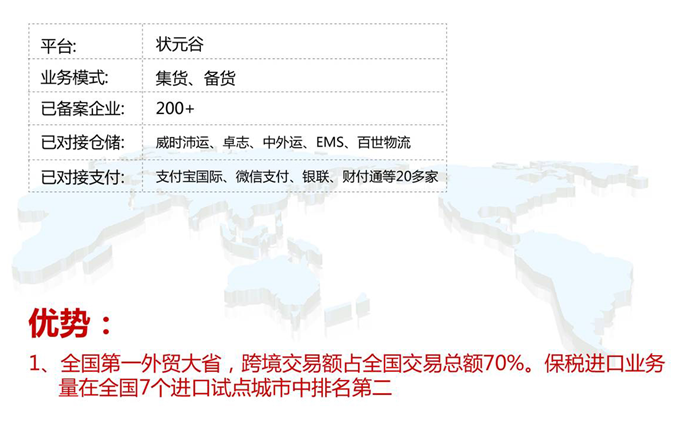 平台: 状元谷
业务模式: 集货、备货
已备案企业: 200+
已对接仓储: 威时沛运、卓志、中外运、EMS、百世物流
已对接支付: 支付宝国际、微信支付、银联、财付通等20多家
优势：
1、全国第一外贸大省，跨境交易额占全国交易总额70%。保税进口业务
量在全国7个进口试点城市中排名第二